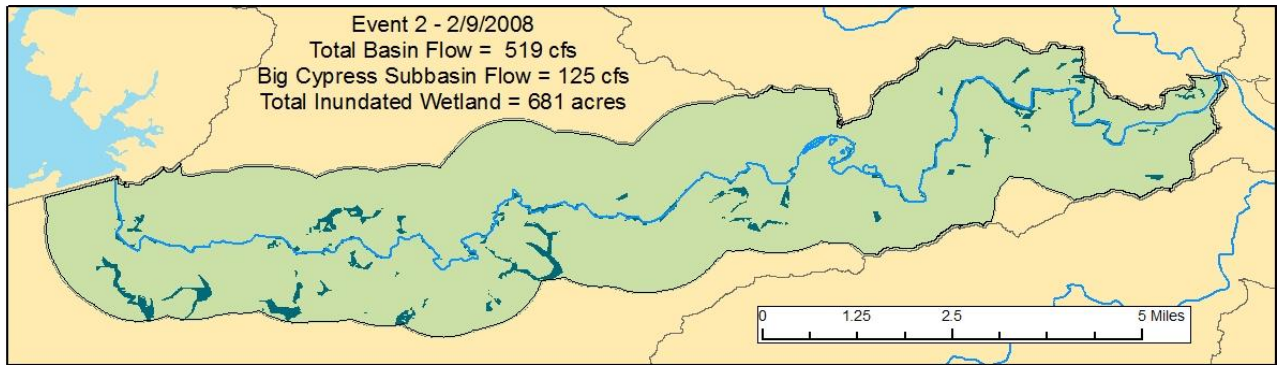 Event 2 - 2/9/2008
Total Basin Flow = 519 cfs
Big Cypress Subbasin Flow = 125 cfs
Total Inundated Wetland = 681 acres
0 1.25 2.5 5 Miles